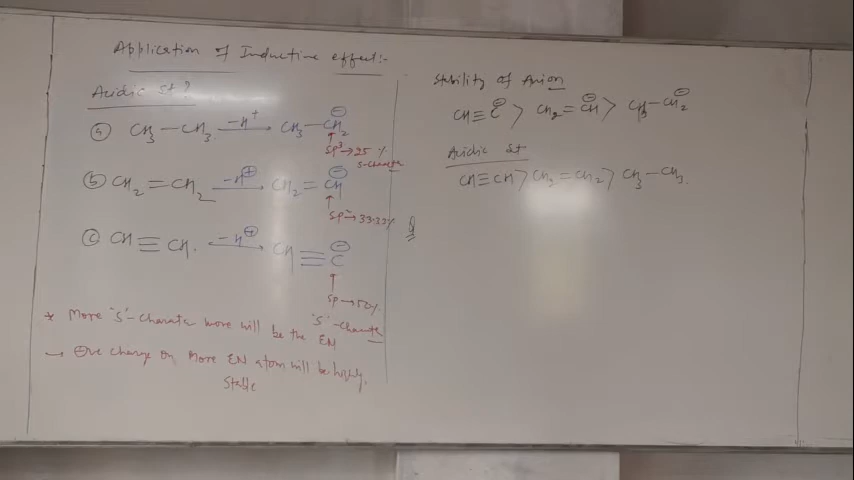 Application of Inductive effect:-
Acidic St?
(a) CH3 — CH3 -H+ → CH3 — CH2 ⊖
↑
SP3 → 25 %
S-character
(b) CH2 = CH2 -H⊕ → CH2 = CH ⊖
↑
SP2 → 33.33%
(c) CH ≡ CH. -H⊕ → CH ≡ C ⊖
↑
SP → 50%.
"S"-character
* More "S"-character more will be the EN
→ ⊖ve charge on More EN atom will be highly
Stable
Stability of Anion
CH ≡ C⊖ > CH2 = CH⊖ > CH3 — CH2⊖
Acidic St
CH ≡ CH > CH2 = CH2 > CH3 — CH3.